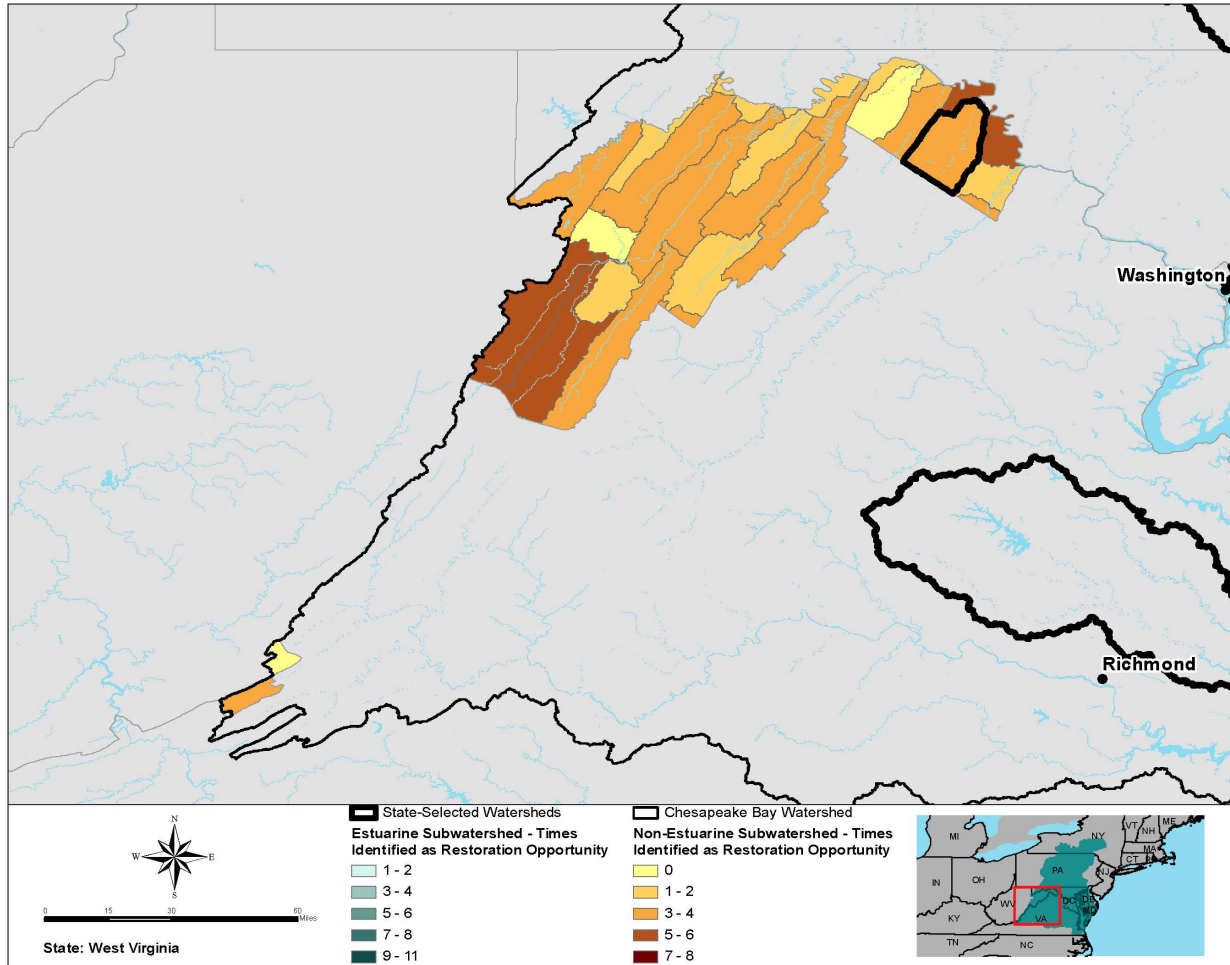 Washington
Richmond
N
W
E
S
0
15
30
60
Miles
State: West Virginia
State-Selected Watersheds
Estuarine Subwatershed - Times
Identified as Restoration Opportunity
1 - 2
3 - 4
5 - 6
7 - 8
9 - 11
Chesapeake Bay Watershed
Non-Estuarine Subwatershed - Times
Identified as Restoration Opportunity
0
1 - 2
3 - 4
5 - 6
7 - 8
MI
NY
VT
NH
ME
MA
CT
IN
OH
PA
NJ
WV
DC
DE
MD
KY
VA
TN
NC